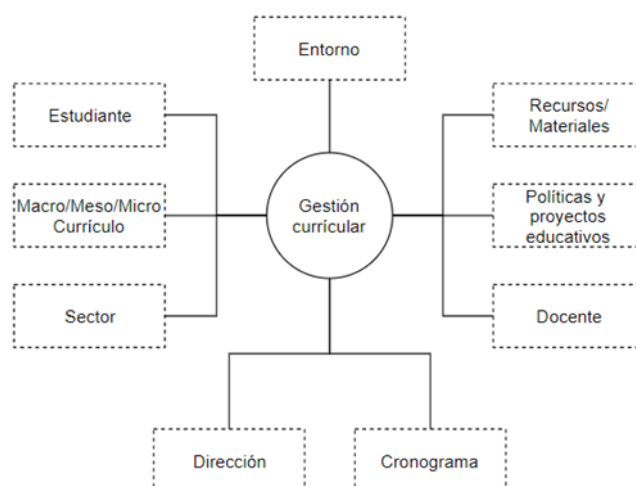 Entorno
Estudiante
Recursos/
Materiales
Macro/Meso/Micro
Currículo
Gestión
currícular
Políticas y
proyectos
educativos
Sector
Docente
Dirección
Cronograma